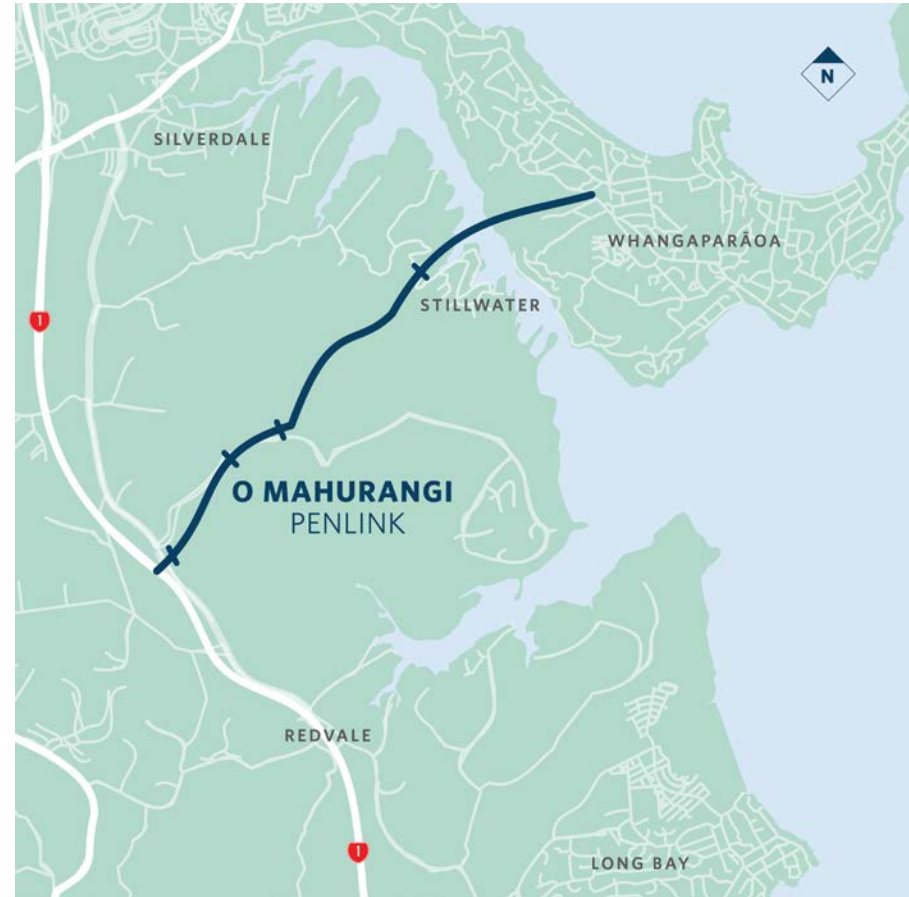 N
SILVERDALE
WHANGAPARĀOA
STILLWATER
1
O MAHURANGI
PENLINK
REDVALE
1
LONG BAY